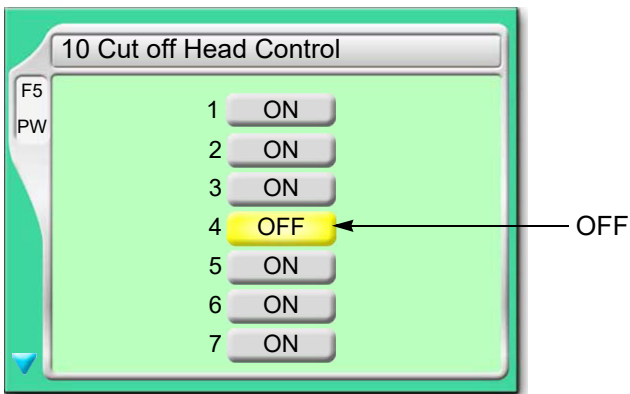 10 Cut off Head Control
F5
PW
1 ON
2 ON
3 ON
4 OFF OFF
5 ON
6 ON
7 ON